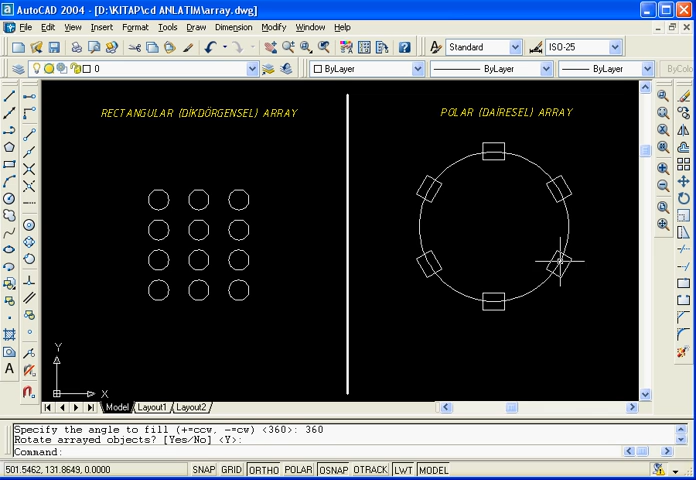 AutoCAD 2004 - [D:\KITAP\cd ANLATIM\array.dwg]
File Edit View Insert Format Tools Draw Dimension Modify Express Window Help
Standard ISO-25
0 ByLayer ByLayer ByLayer ByColo
RECTANGULAR (DİKDÖRGENSEL) ARRAY
POLAR (DAİRESEL) ARRAY
Y
X
A
Model Layout1 Layout2
Specify the angle to fill (+=ccw, -=cw) <360>: 360
Rotate arrayed objects? [Yes/No] <Y>:
Command:
501.5462, 131.8649, 0.0000 SNAP GRID ORTHO POLAR OSNAP OTRACK LWT MODEL